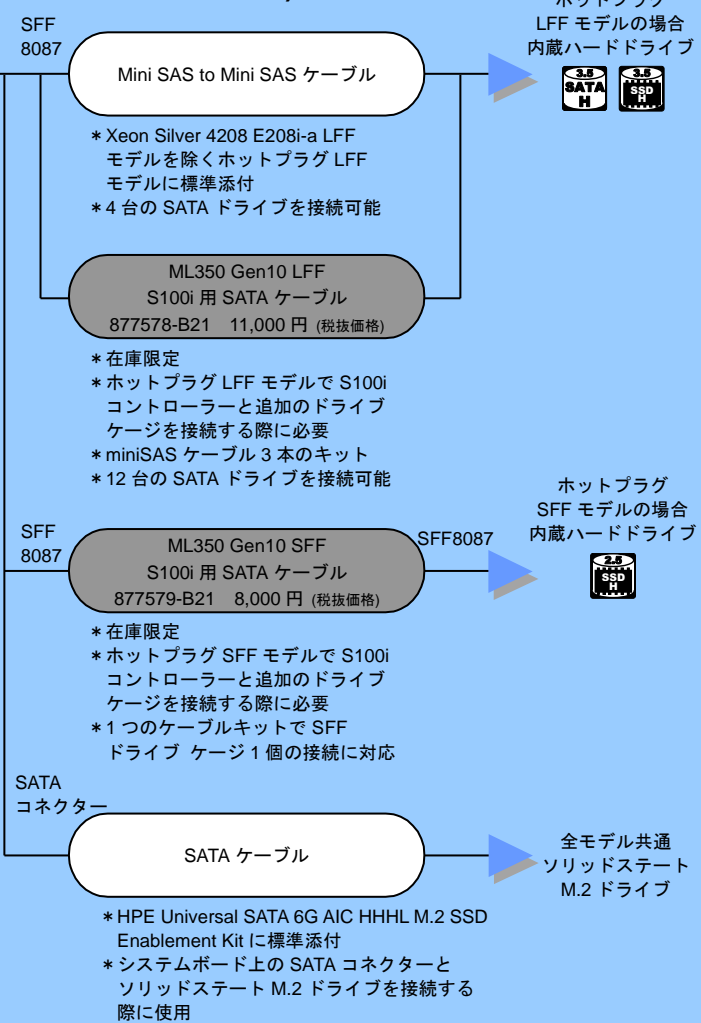 ホットプラグ
LFF モデルの場合
内蔵ハードドライブ
3.5
SATA
H
3.5
SSD
H
SFF
8087
Mini SAS to Mini SAS ケーブル
＊Xeon Silver 4208 E208i-a LFF
モデルを除くホットプラグ LFF
モデルに標準添付
＊4 台の SATA ドライブを接続可能
ML350 Gen10 LFF
S100i 用 SATA ケーブル
877578-B21 11,000 円 (税抜価格)
＊在庫限定
＊ホットプラグ LFF モデルで S100i
コントローラーと追加のドライブ
ケージを接続する際に必要
＊miniSAS ケーブル 3 本のキット
＊12 台の SATA ドライブを接続可能
ホットプラグ
SFF モデルの場合
内蔵ハードドライブ
2.5
SSD
H
SFF
8087
ML350 Gen10 SFF
S100i 用 SATA ケーブル
877579-B21 8,000 円 (税抜価格)
SFF8087
＊在庫限定
＊ホットプラグ SFF モデルで S100i
コントローラーと追加のドライブ
ケージを接続する際に必要
＊1 つのケーブルキットで SFF
ドライブ ケージ 1 個の接続に対応
SATA
コネクター
SATA ケーブル
全モデル共通
ソリッドステート
M.2 ドライブ
＊HPE Universal SATA 6G AIC HHHL M.2 SSD
Enablement Kit に標準添付
＊システムボード上の SATA コネクターと
ソリッドステート M.2 ドライブを接続する
際に使用